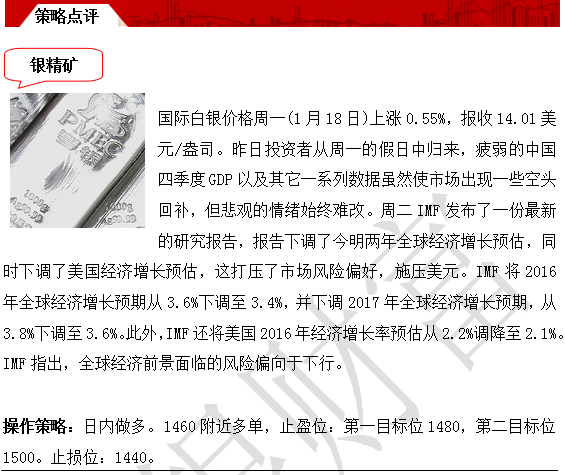 策略点评
银精矿
国际白银价格周一(1月18日)上涨0.55%，报收14.01美
元/盎司。昨日投资者从周一的假日中归来，疲弱的中国
四季度GDP以及其它一系列数据虽然使市场出现一些空头
回补，但悲观的情绪始终难改。周二IMF发布了一份最新
的研究报告，报告下调了今明两年全球经济增长预估，同
时下调了美国经济增长预估，这打压了市场风险偏好，施压美元。IMF将2016
年全球经济增长预期从3.6%下调至3.4%，并下调2017年全球经济增长预期，从
3.8%下调至3.6%。此外，IMF还将美国2016年经济增长率预估从2.2%调降至2.1%。
IMF指出，全球经济前景面临的风险偏向于下行。
操作策略：日内做多。1460附近多单，止盈位：第一目标位1480，第二目标位
1500。止损位：1440。